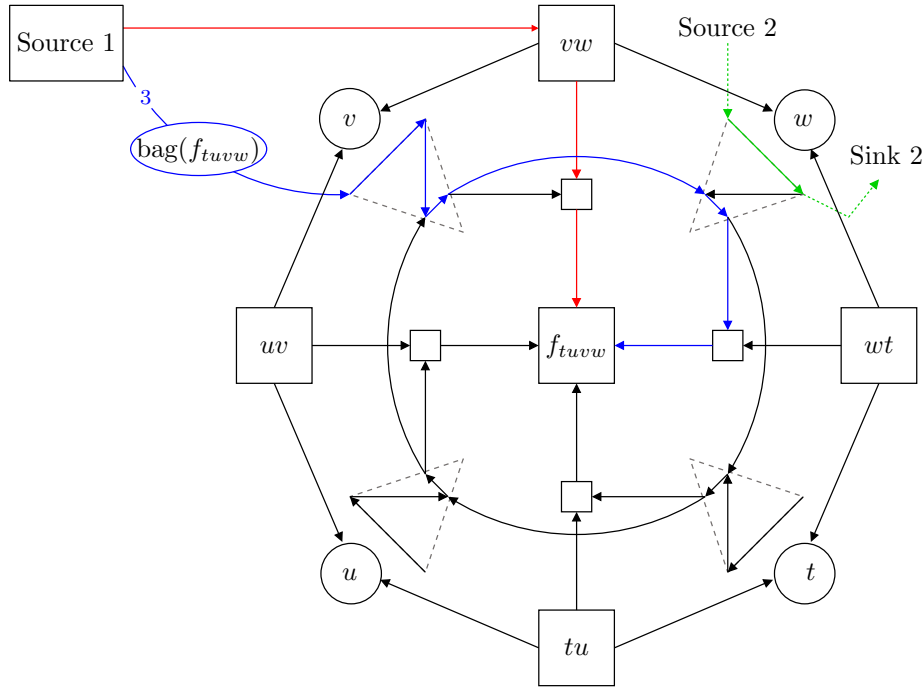 Source 1
vw
Source 2
3
v
w
bag(f_{tuvw})
Sink 2
uv
f_{tuvw}
wt
u
t
tu